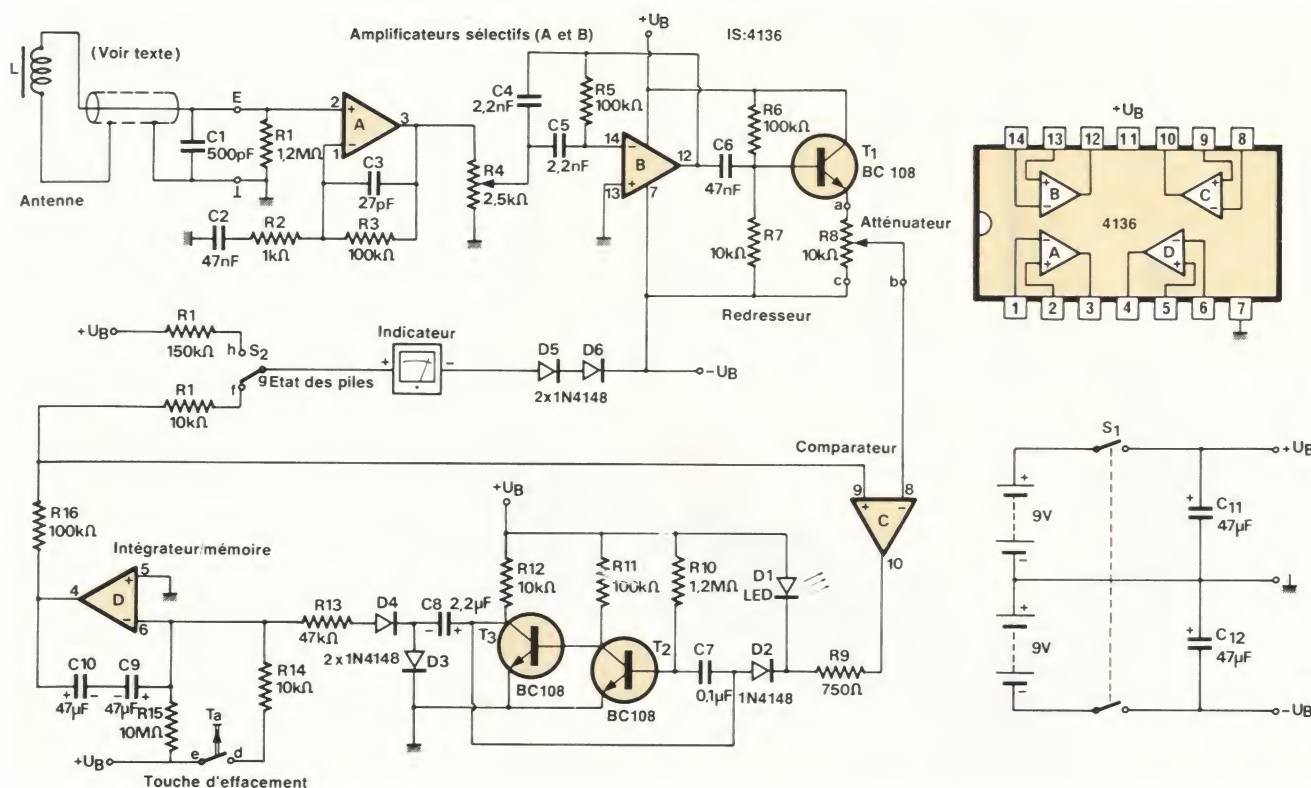 Amplificateurs sélectifs (A et B)
+UB
IS:4136
L
(Voir texte)
E
C1
500pF
R1
1,2MΩ
⊥
Antenne
C2
47nF
R2
1kΩ
2
+
A
3
1
-
C3
27pF
R3
100kΩ
R4
2,5kΩ
C4
2,2nF
C5
2,2nF
R5
100kΩ
14
-
B
12
+
13
7
C6
47nF
R6
100kΩ
R7
10kΩ
T1
BC 108
a
Atténuateur
R8
10kΩ
c
b
Redresseur
+UB
14
13
12
11
10
9
8
+
B
-
+
C
-
4136
-
A
+
-
D
+
1
2
3
4
5
6
7
+UB
R1
150kΩ
h
S2
9
f
Etat des piles
R1
10kΩ
Indicateur
+
-
D5
D6
2x1N4148
-UB
Comparateur
9
8
+
-
C
10
R16
100kΩ
Intégrateur/mémoire
4
5
+
D
-
6
C10
C9
+
-
-
+
47µF
47µF
R15
10MΩ
+UB
Ta
e
d
Touche d'effacement
R14
10kΩ
R13
47kΩ
D4
2x1N4148
D3
C8
2,2µF
-
+
+UB
R12
10kΩ
T3
BC108
R11
100kΩ
T2
BC108
R10
1,2MΩ
C7
0,1µF
D1
LED
D2
1N4148
R9
750Ω
S1
+
9V
-
+
9V
-
+UB
+
C11
47µF
⊥
+
C12
47µF
-UB